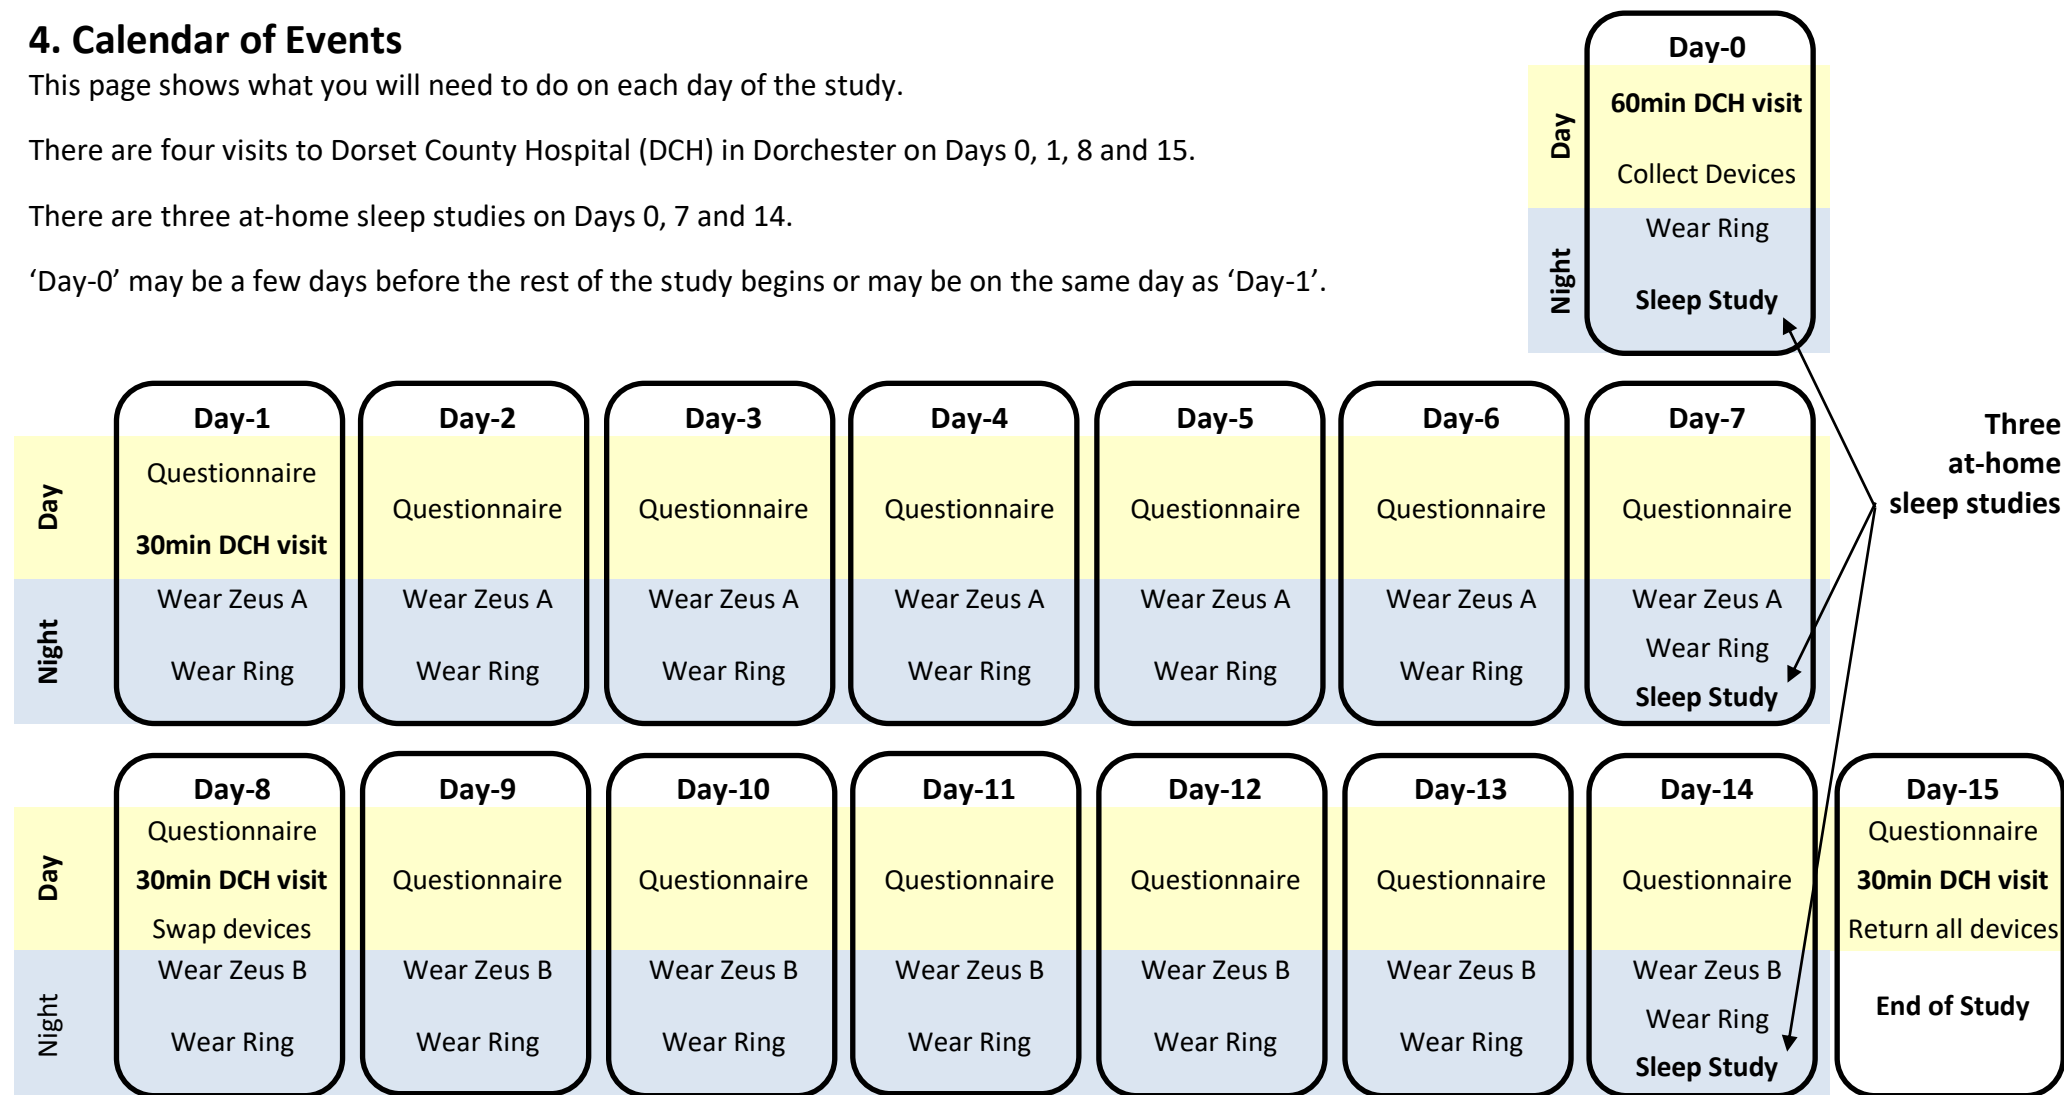 4. Calendar of Events
This page shows what you will need to do on each day of the study.
There are four visits to Dorset County Hospital (DCH) in Dorchester on Days 0, 1, 8 and 15.
There are three at-home sleep studies on Days 0, 7 and 14.
‘Day-0’ may be a few days before the rest of the study begins or may be on the same day as ‘Day-1’.
Day-0
Day
60min DCH visit
Collect Devices
Night
Wear Ring
Sleep Study
Three
at-home
sleep studies
Day-1 Day-2 Day-3 Day-4 Day-5 Day-6 Day-7
Day
Questionnaire
30min DCH visit
Questionnaire Questionnaire Questionnaire Questionnaire Questionnaire Questionnaire
Night
Wear Zeus A Wear Zeus A Wear Zeus A Wear Zeus A Wear Zeus A Wear Zeus A Wear Zeus A
Wear Ring Wear Ring Wear Ring Wear Ring Wear Ring Wear Ring Wear Ring
Sleep Study
Day-8 Day-9 Day-10 Day-11 Day-12 Day-13 Day-14 Day-15
Day
Questionnaire Questionnaire
30min DCH visit Questionnaire Questionnaire Questionnaire Questionnaire Questionnaire Questionnaire 30min DCH visit
Swap devices Return all devices
Night
Wear Zeus B Wear Zeus B Wear Zeus B Wear Zeus B Wear Zeus B Wear Zeus B Wear Zeus B
End of Study
Wear Ring Wear Ring Wear Ring Wear Ring Wear Ring Wear Ring Wear Ring
Sleep Study